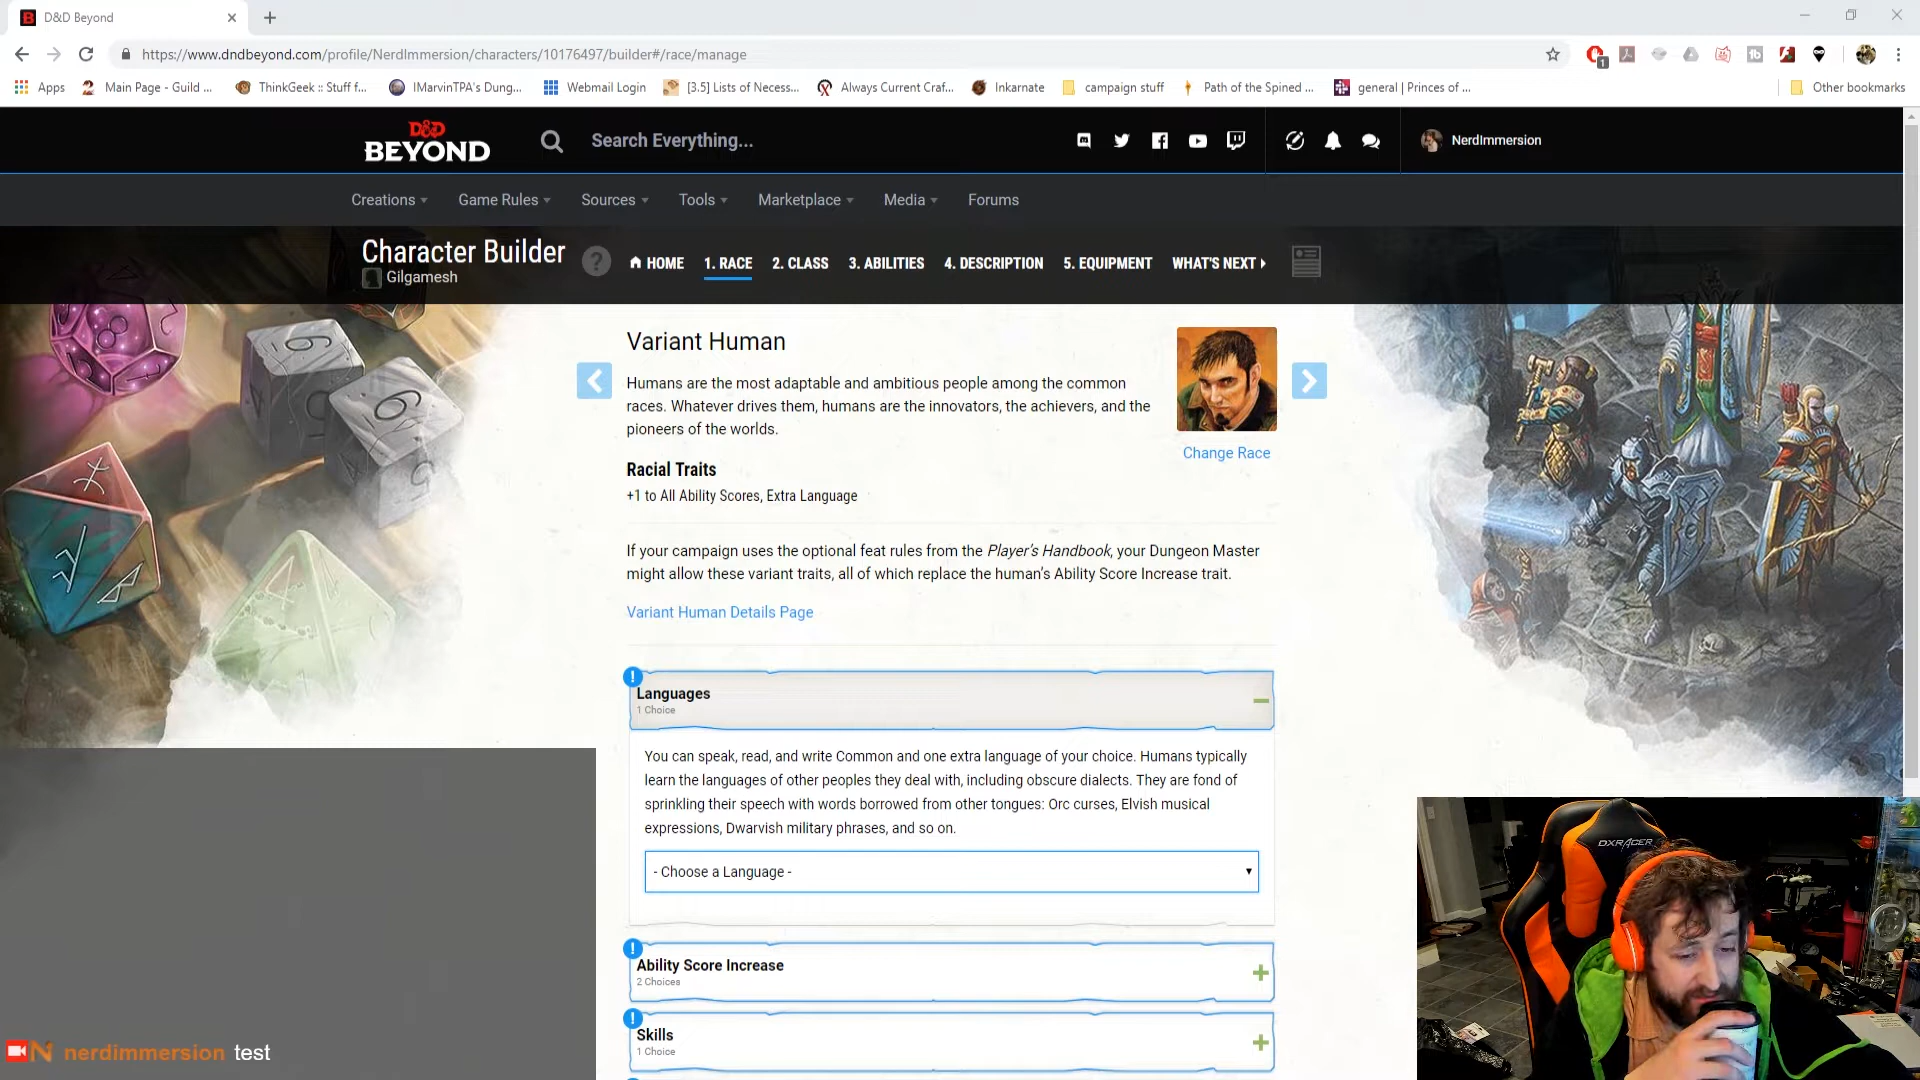 D&D Beyond
https://www.dndbeyond.com/profile/NerdImmersion/characters/10176497/builder#/race/manage
1
Apps
Main Page - Guild ...
ThinkGeek :: Stuff f...
IMarvinTPA's Dung...
Webmail Login
[3.5] Lists of Necess...
Always Current Craf...
Inkarnate
campaign stuff
Path of the Spined ...
general | Princes of ...
Other bookmarks
D&D
BEYOND
Search Everything...
NerdImmersion
Creations
Game Rules
Sources
Tools
Marketplace
Media
Forums
Character Builder
Gilgamesh
?
HOME
1. RACE
2. CLASS
3. ABILITIES
4. DESCRIPTION
5. EQUIPMENT
WHAT'S NEXT
Variant Human
Humans are the most adaptable and ambitious people among the common
races. Whatever drives them, humans are the innovators, the achievers, and the
pioneers of the worlds.
Change Race
Racial Traits
+1 to All Ability Scores, Extra Language
If your campaign uses the optional feat rules from the Player's Handbook, your Dungeon Master
might allow these variant traits, all of which replace the human's Ability Score Increase trait.
Variant Human Details Page
!
Languages
1 Choice
You can speak, read, and write Common and one extra language of your choice. Humans typically
learn the languages of other peoples they deal with, including obscure dialects. They are fond of
sprinkling their speech with words borrowed from other tongues: Orc curses, Elvish musical
expressions, Dwarvish military phrases, and so on.
- Choose a Language -
!
Ability Score Increase
2 Choices
!
Skills
1 Choice
nerdimmersion test
DXRACER